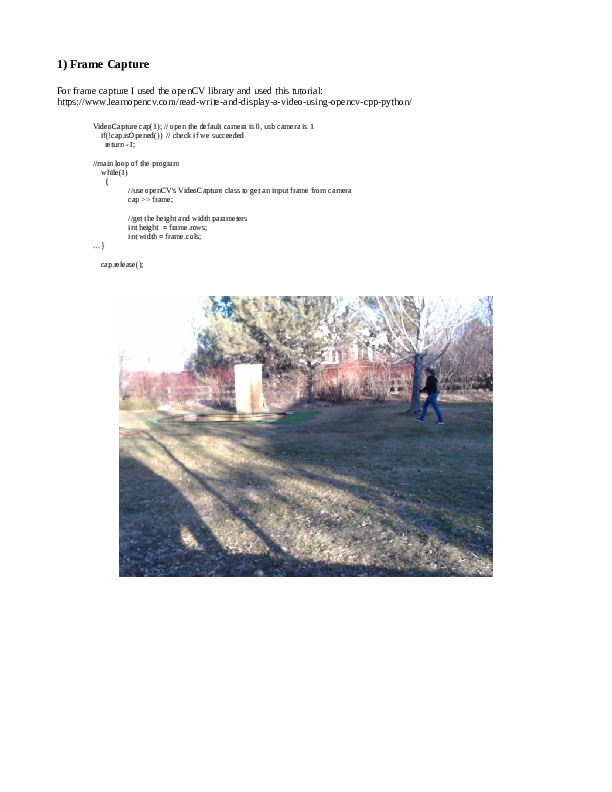 1) Frame Capture
For frame capture I used the openCV library and used this tutorial:
https://www.learnopencv.com/read-write-and-display-a-video-using-opencv-cpp-python/
VideoCapture cap(1); // open the default camera is 0, usb camera is 1
if(!cap.isOpened()) // check if we succeeded
return -1;
//main loop of the program
while(1)
{
//use openCV's VideoCapture class to get an input frame from camera
cap >> frame;
//get the height and width parameters
int height = frame.rows;
int width = frame.cols;
... }
cap.release();